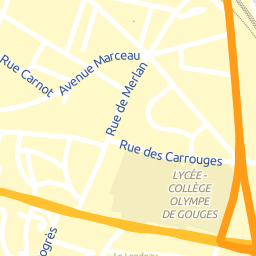 Rue Carnot
Avenue Marceau
Rue de Merlan
Rue des Carrouges
LYCÉE -
COLLÈGE
OLYMPE
DE GOUGES